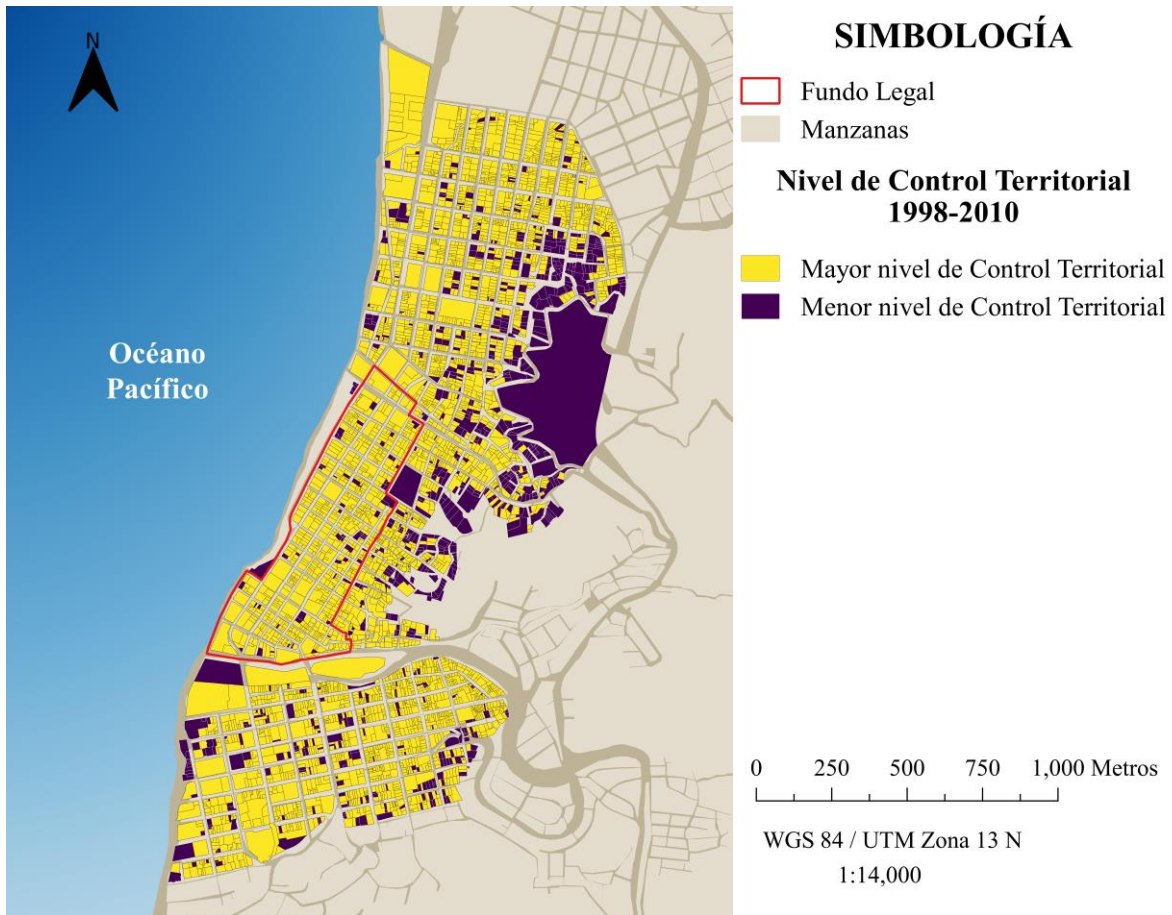 N
Océano
Pacífico
SIMBOLOGÍA
Fundo Legal
Manzanas
Nivel de Control Territorial
1998-2010
Mayor nivel de Control Territorial
Menor nivel de Control Territorial
0 250 500 750 1,000 Metros
WGS 84 / UTM Zona 13 N
1:14,000